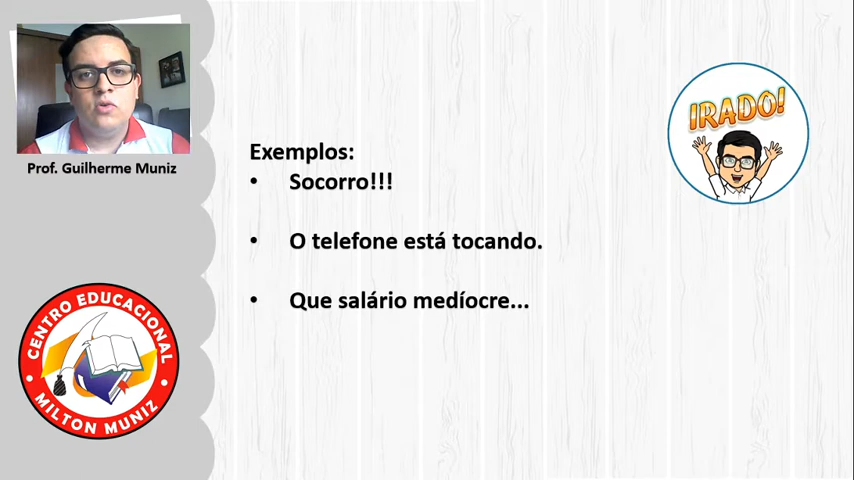 Prof. Guilherme Muniz
CENTRO EDUCACIONAL
MILTON MUNIZ
Exemplos:
• Socorro!!!
• O telefone está tocando.
• Que salário medíocre...
IRADO!